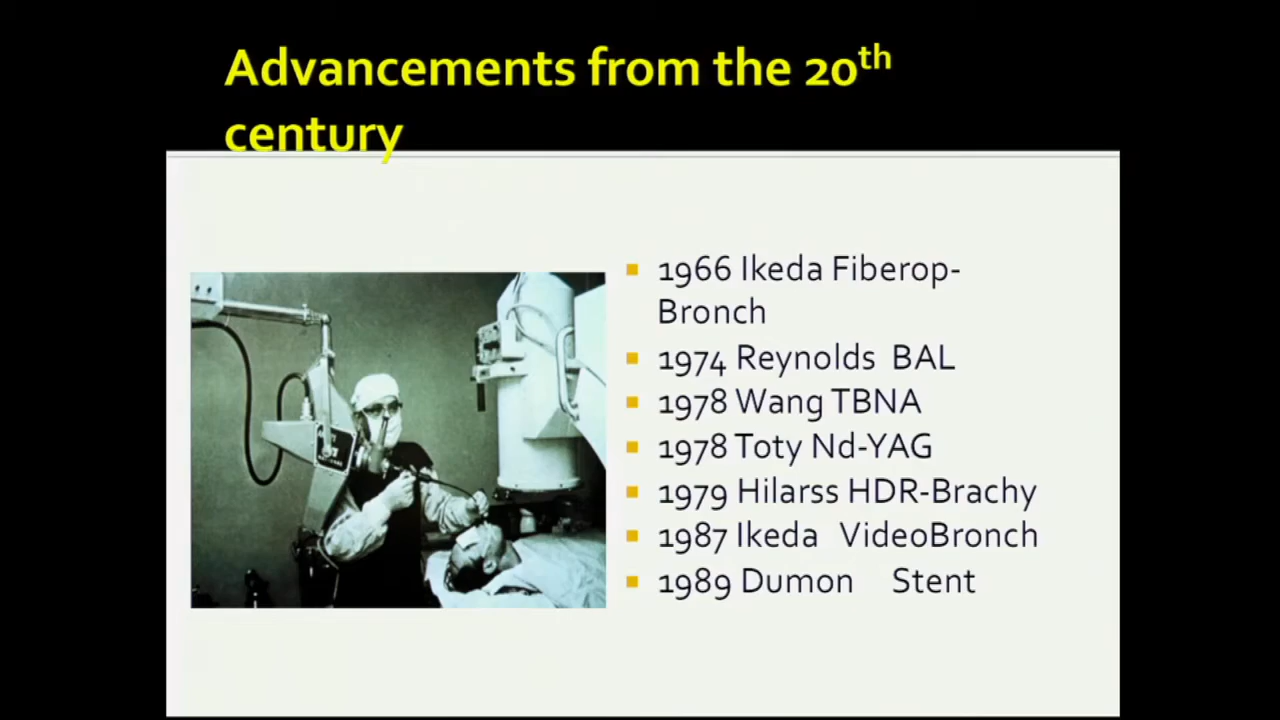 Advancements from the 20th
century
1966 Ikeda Fiberop-
Bronch
1974 Reynolds BAL
1978 Wang TBNA
1978 Toty Nd-YAG
1979 Hilarss HDR-Brachy
1987 Ikeda VideoBronch
1989 Dumon Stent